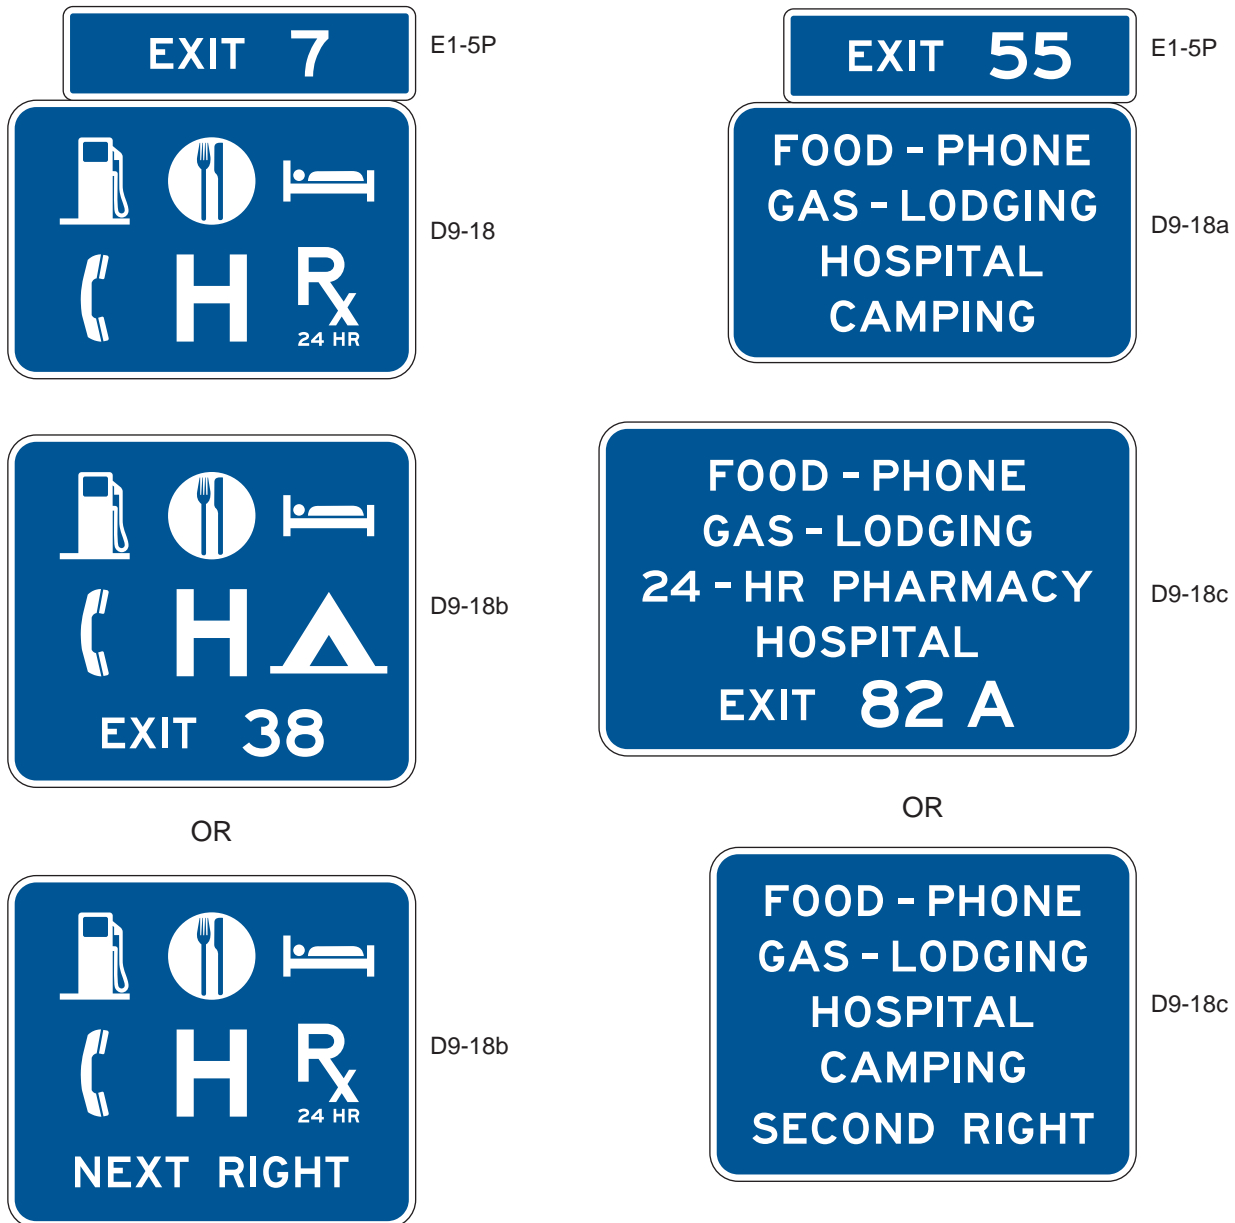 EXIT 7
E1-5P
H
Rx
24 HR
D9-18
H
EXIT 38
D9-18b
OR
H
Rx
24 HR
NEXT RIGHT
D9-18b
EXIT 55
E1-5P
FOOD - PHONE
GAS - LODGING
HOSPITAL
CAMPING
D9-18a
FOOD - PHONE
GAS - LODGING
24 - HR PHARMACY
HOSPITAL
EXIT 82 A
D9-18c
OR
FOOD - PHONE
GAS - LODGING
HOSPITAL
CAMPING
SECOND RIGHT
D9-18c